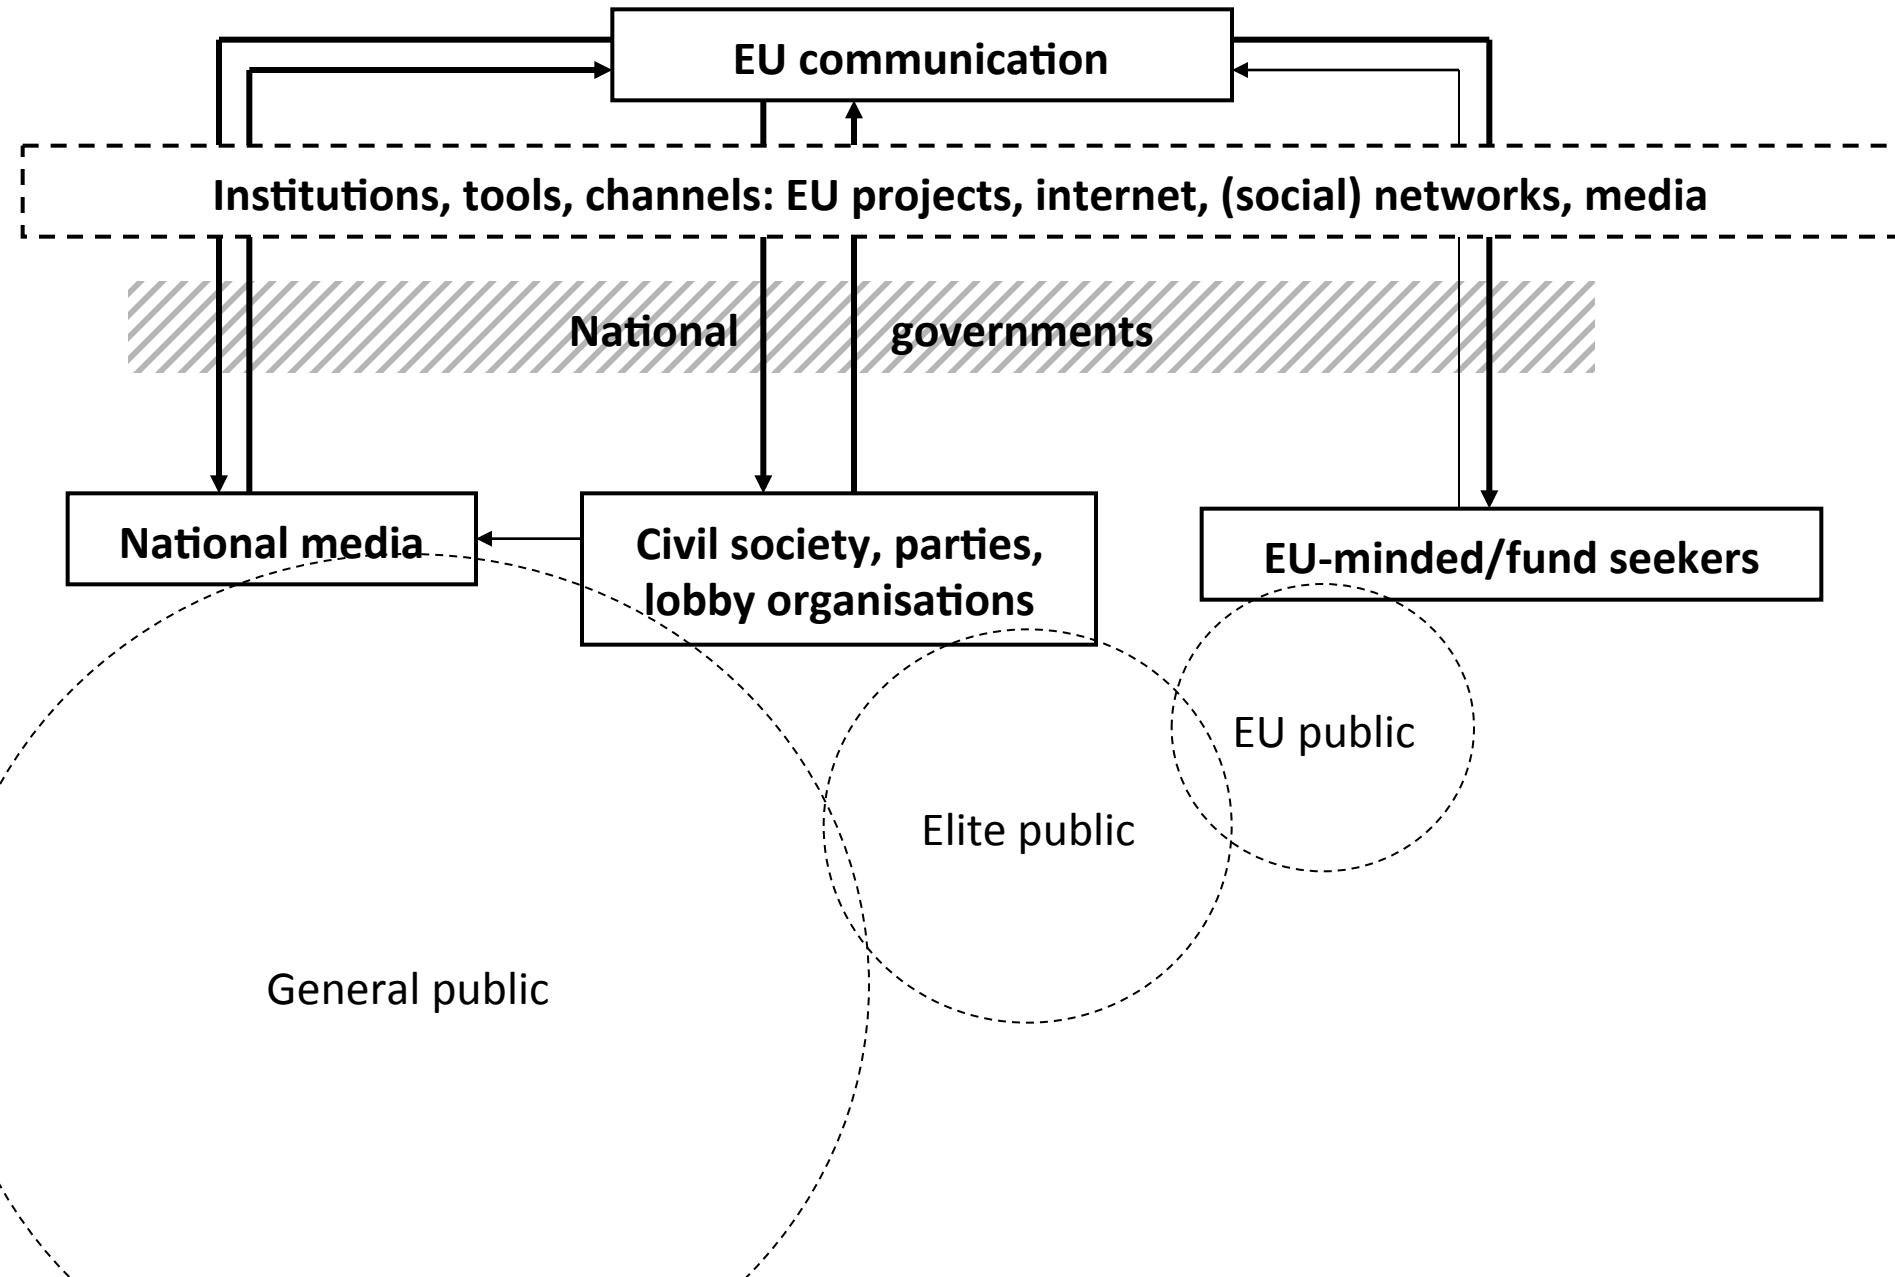 EU communication
Institutions, tools, channels: EU projects, internet, (social) networks, media
National governments
National media
Civil society, parties,
lobby organisations
EU-minded/fund seekers
EU public
Elite public
General public